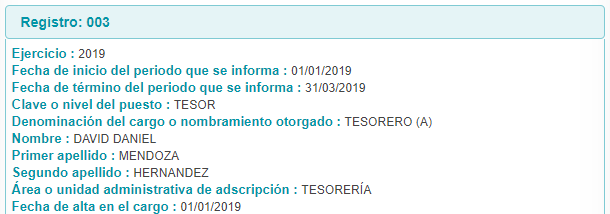 Registro: 003
Ejercicio : 2019
Fecha de inicio del periodo que se informa : 01/01/2019
Fecha de término del periodo que se informa : 31/03/2019
Clave o nivel del puesto : TESOR
Denominación del cargo o nombramiento otorgado : TESORERO (A)
Nombre : DAVID DANIEL
Primer apellido : MENDOZA
Segundo apellido : HERNANDEZ
Área o unidad administrativa de adscripción : TESORERÍA
Fecha de alta en el cargo : 01/01/2019